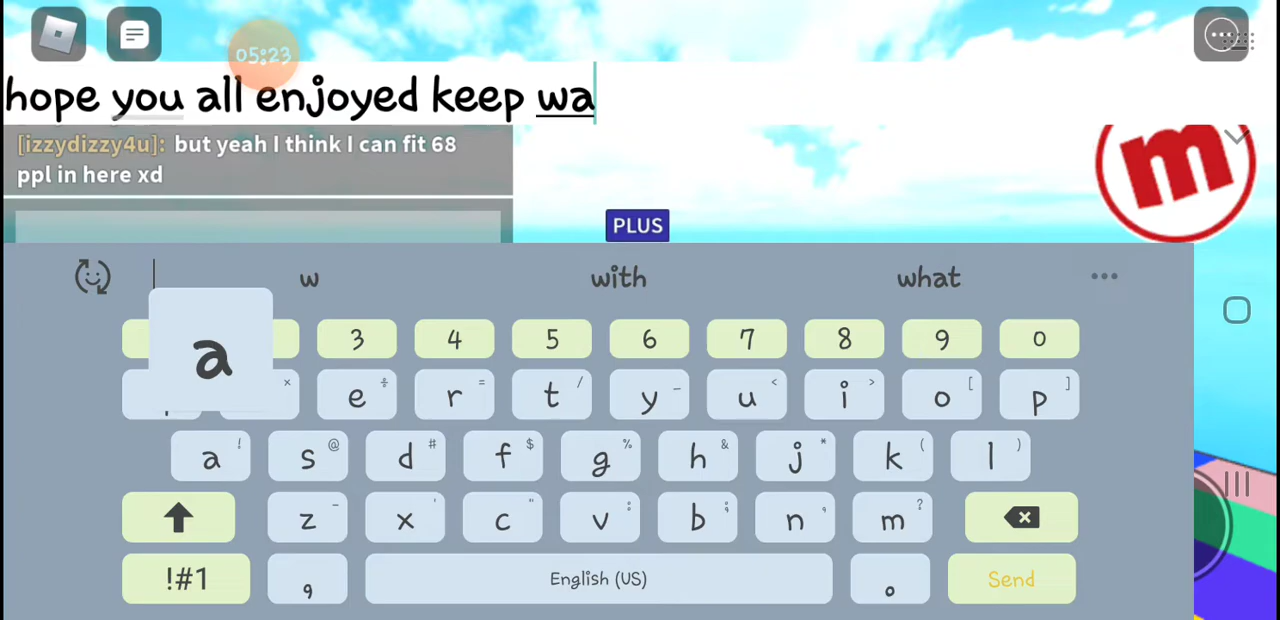 05:23
hope you all enjoyed keep wa
[izzydizzy4u]: but yeah I think I can fit 68
ppl in here xd
m
PLUS
w with what
a
3 4 5 6 7 8 9 0
e ÷ r = t / y _ u < i > o [ p ]
×
a ! s @ d # f $ g % h & j * k ( l )
z - x ' c " v : b ; n , m ?
!#1 , English (US) . Send